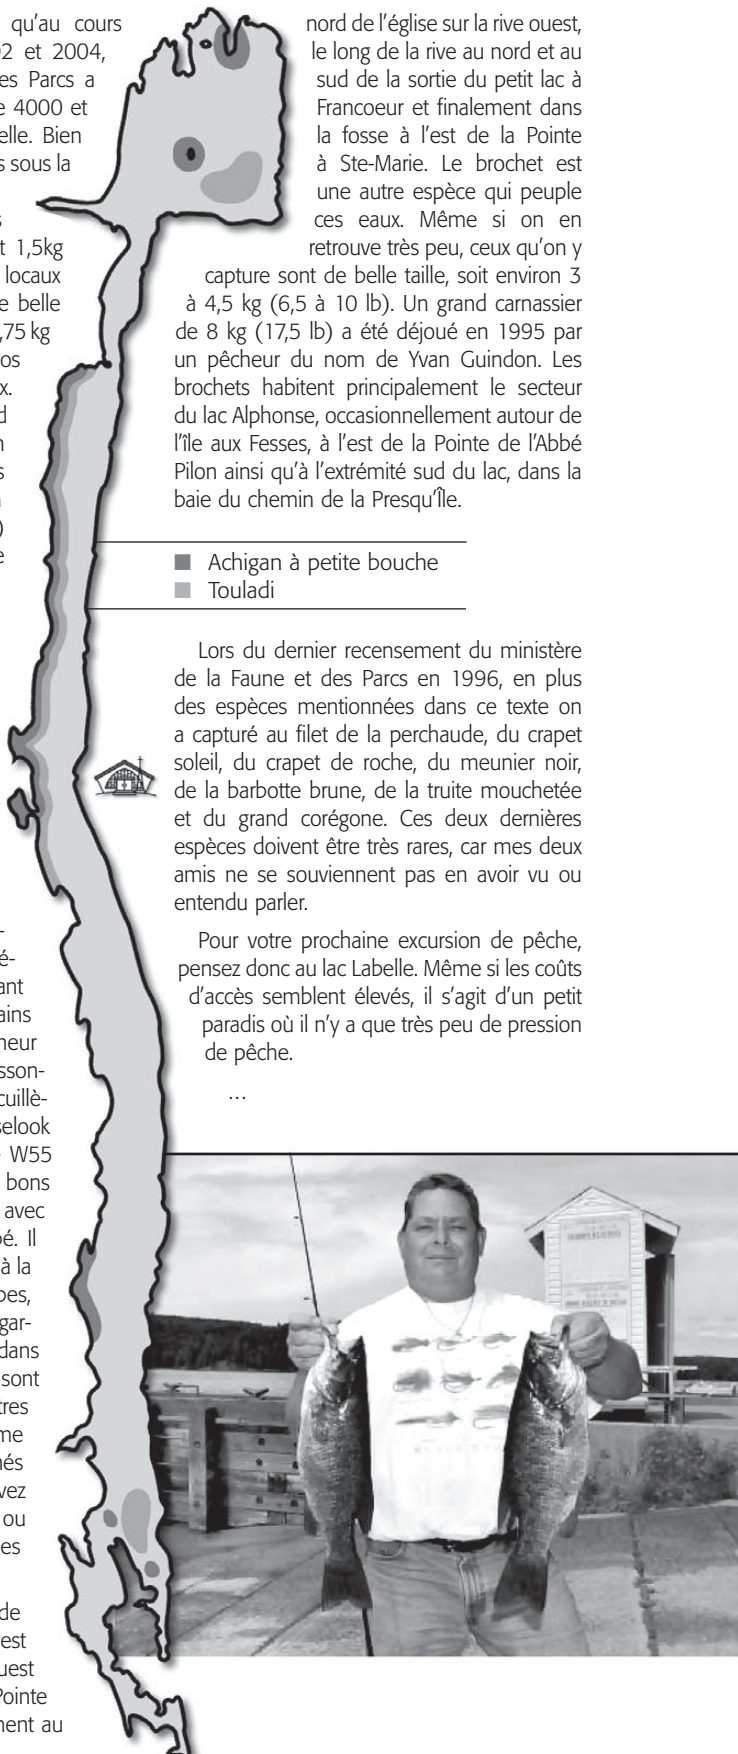 qu'au cours
2 et 2004,
es Parcs a
e 4000 et
elle. Bien
s sous la
s
t 1,5kg
locaux
e belle
,75 kg
os
x.
d
n
s
)
e
-
é-
ant
ains
neur
sson-
cuillè-
selook
W55
bons
avec
bé. Il
à la
bes,
gar-
dans
sont
tres
me
nés
vez
ou
es
de
est
uest
Pointe
ment au
nord de l'église sur la rive ouest,
le long de la rive au nord et au
sud de la sortie du petit lac à
Francoeur et finalement dans
la fosse à l'est de la Pointe
à Ste-Marie. Le brochet est
une autre espèce qui peuple
ces eaux. Même si on en
retrouve très peu, ceux qu'on y
capture sont de belle taille, soit environ 3
à 4,5 kg (6,5 à 10 lb). Un grand carnassier
de 8 kg (17,5 lb) a été déjoué en 1995 par
un pêcheur du nom de Yvan Guindon. Les
brochets habitent principalement le secteur
du lac Alphonse, occasionnellement autour de
l'île aux Fesses, à l'est de la Pointe de l'Abbé
Pilon ainsi qu'à l'extrémité sud du lac, dans la
baie du chemin de la Presqu'Île.
Achigan à petite bouche
Touladi
Lors du dernier recensement du ministère
de la Faune et des Parcs en 1996, en plus
des espèces mentionnées dans ce texte on
a capturé au filet de la perchaude, du crapet
soleil, du crapet de roche, du meunier noir,
de la barbotte brune, de la truite mouchetée
et du grand corégone. Ces deux dernières
espèces doivent être très rares, car mes deux
amis ne se souviennent pas en avoir vu ou
entendu parler.
Pour votre prochaine excursion de pêche,
pensez donc au lac Labelle. Même si les coûts
d'accès semblent élevés, il s'agit d'un petit
paradis où il n'y a que très peu de pression
de pêche.
...